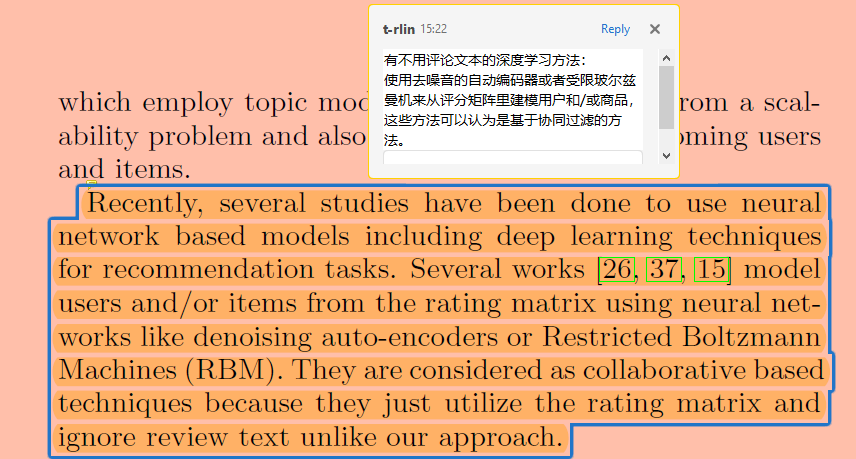 t-rlin 15:22 Reply
有不用评论文本的深度学习方法：
使用去噪音的自动编码器或者受限玻尔兹
曼机来从评分矩阵里建模用户和/或商品，
这些方法可以认为是基于协同过滤的方
法。
which employ topic mod rom a scal-
ability problem and also oming users
and items.
Recently, several studies have been done to use neural
network based models including deep learning techniques
for recommendation tasks. Several works [26, 37, 15] model
users and/or items from the rating matrix using neural net-
works like denoising auto-encoders or Restricted Boltzmann
Machines (RBM). They are considered as collaborative based
techniques because they just utilize the rating matrix and
ignore review text unlike our approach.